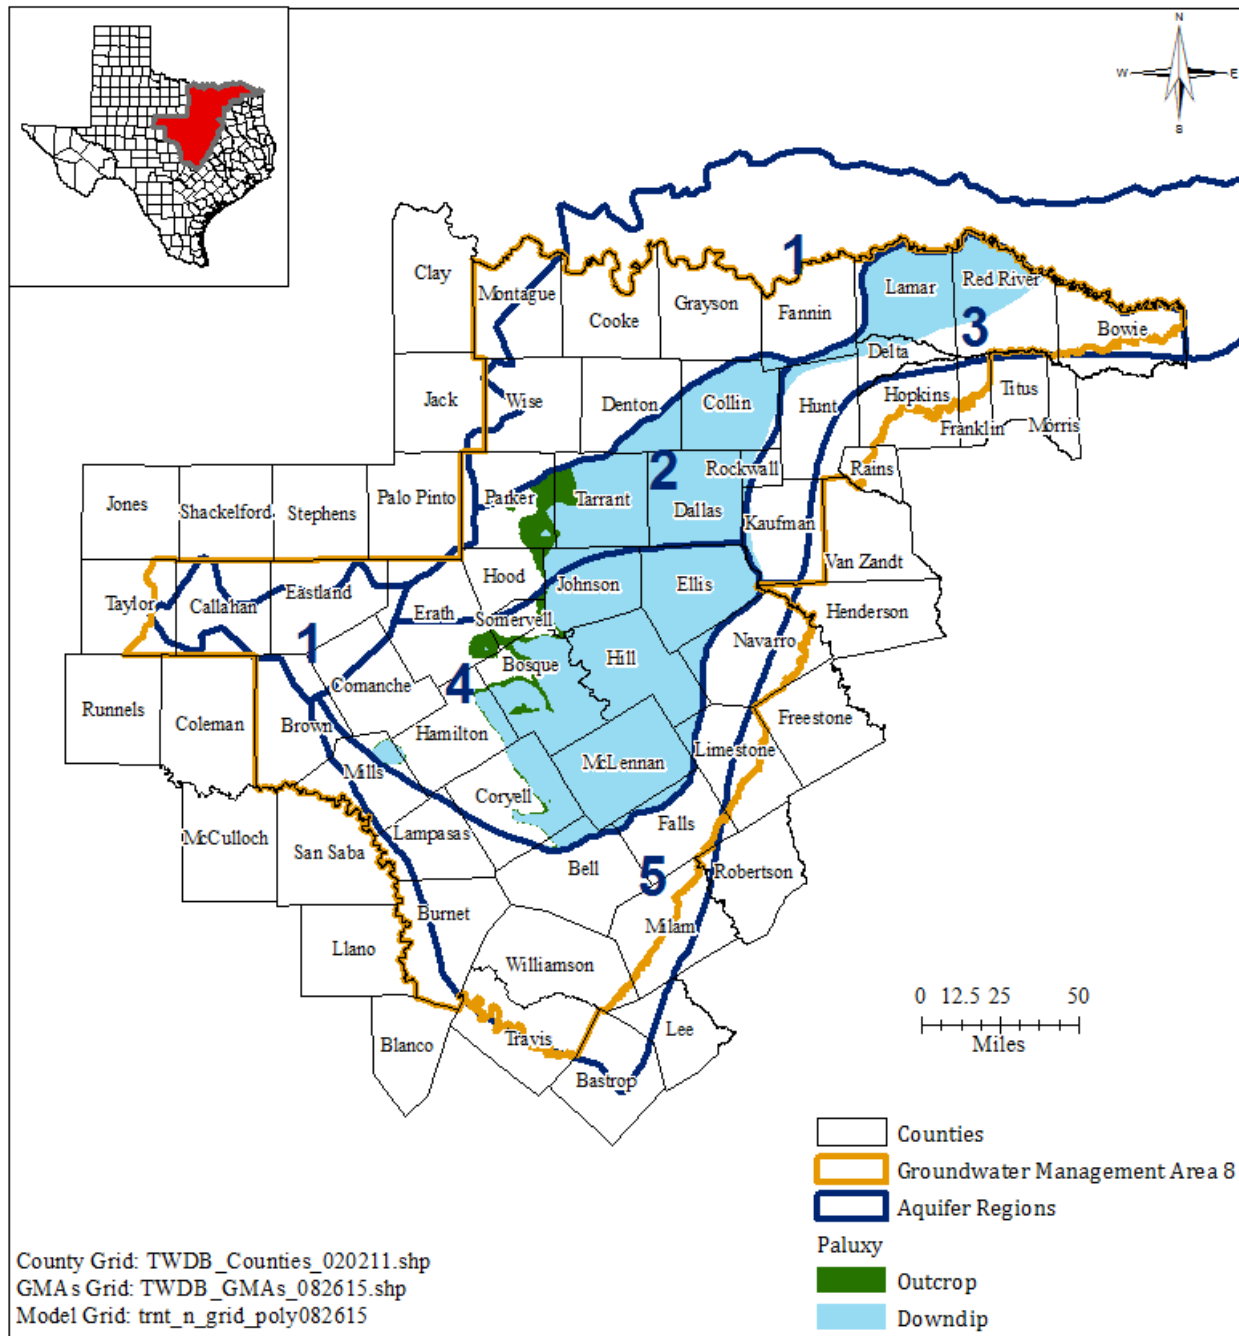 N
W E
S
1
Clay
Montague
Cooke
Grayson
Fannin
Lamar
Red River
3
Bowie
Delta
Jack
Wise
Denton
Collin
Hunt
Hopkins
Titus
Franklin
Morris
2
Rockwall
Rains
Jones
Shackelford
Stephens
Palo Pinto
Parker
Tarrant
Dallas
Kaufman
Van Zandt
Taylor
Callahan
Eastland
Erath
Hood
Johnson
Ellis
Henderson
Somervell
Navarro
1
Comanche
4
Bosque
Hill
Runnels
Coleman
Brown
Hamilton
Freestone
Mills
McLennan
Limestone
Coryell
McCulloch
San Saba
Lampasas
Falls
Bell
5
Robertson
Burnet
Milam
Llano
Williamson
Blanco
Travis
Lee
Bastrop
0 12.5 25 50
Miles
Counties
Groundwater Management Area 8
Aquifer Regions
Paluxy
Outcrop
Downdip
County Grid: TWDB_Counties_020211.shp
GMAs Grid: TWDB_GMAs_082615.shp
Model Grid: trnt_n_grid_poly082615